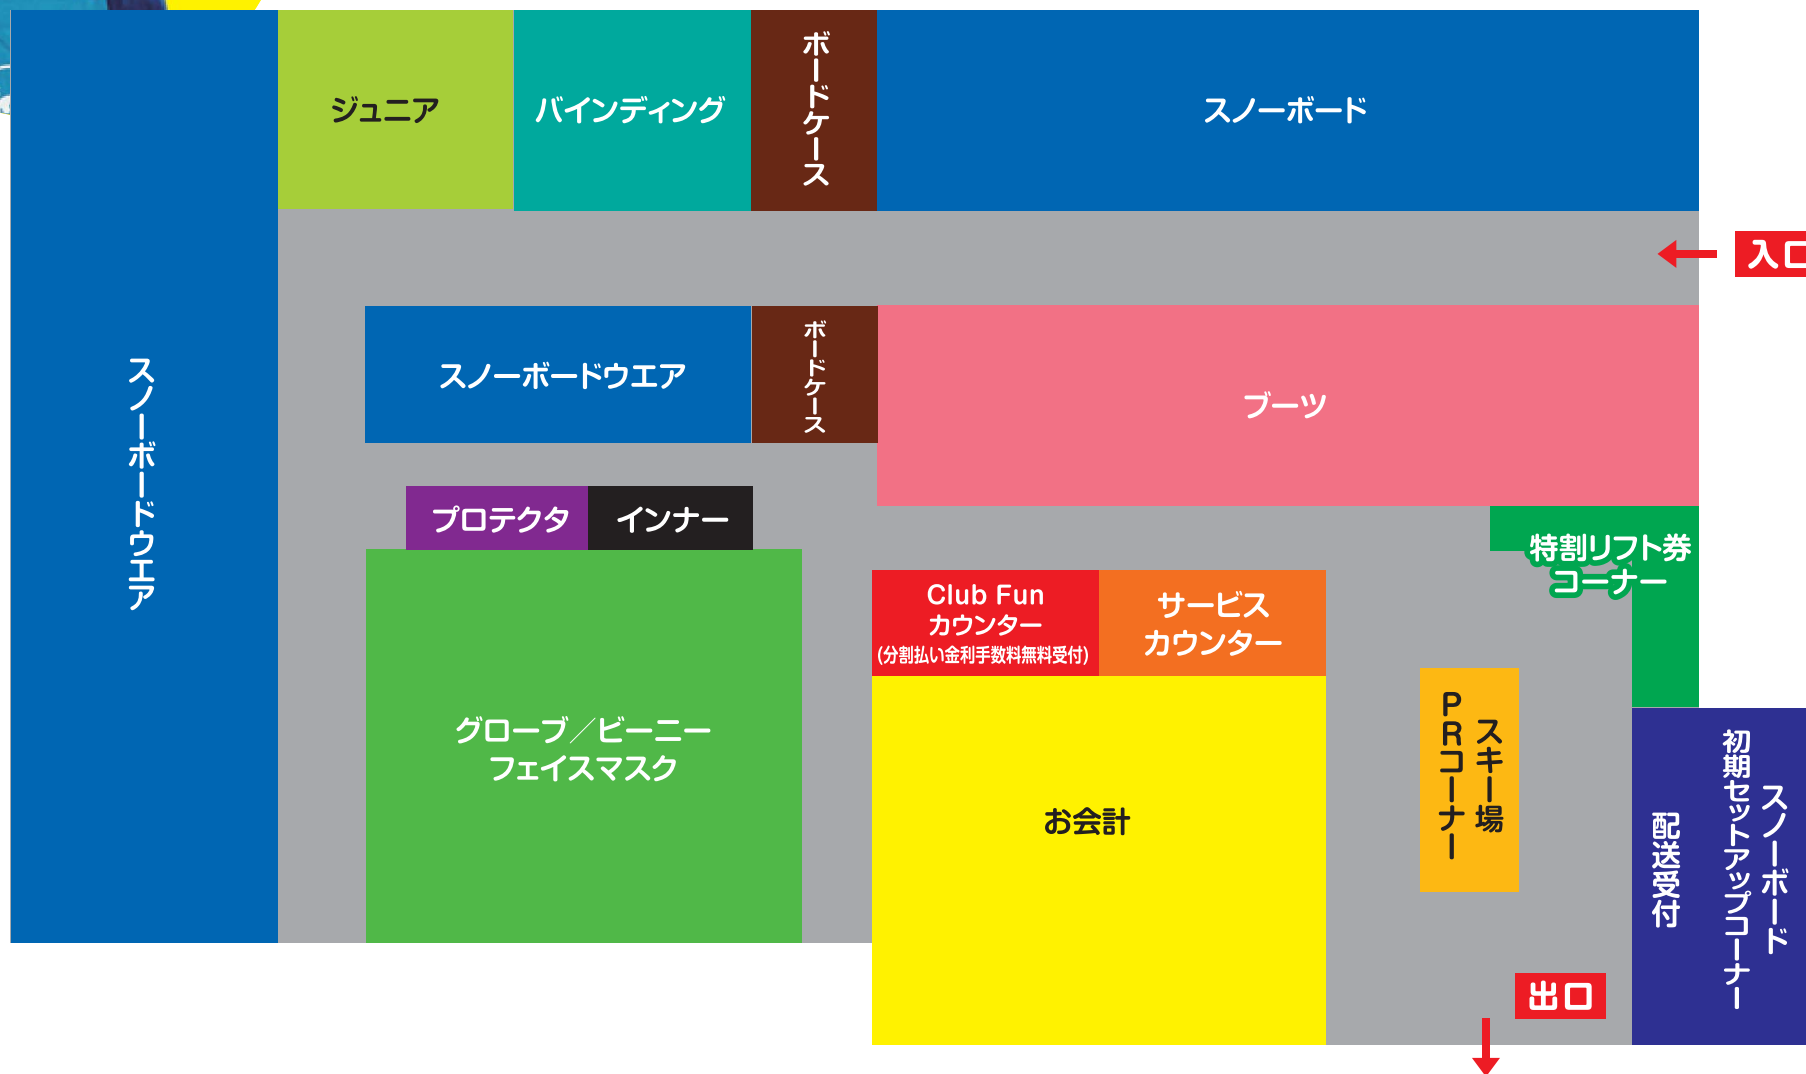 ジュニア
バインディング
ボードケース
スノーボード
入口
スノーボードウエア
スノーボードウエア
ボードケース
ブーツ
プロテクタ
インナー
特割リフト券
コーナー
Club Fun
カウンター
(分割払い金利手数料無料受付)
サービス
カウンター
グローブ／ビーニー
フェイスマスク
お会計
スキー場
PRコーナー
スノーボード
初期セットアップコーナー
配送受付
出口